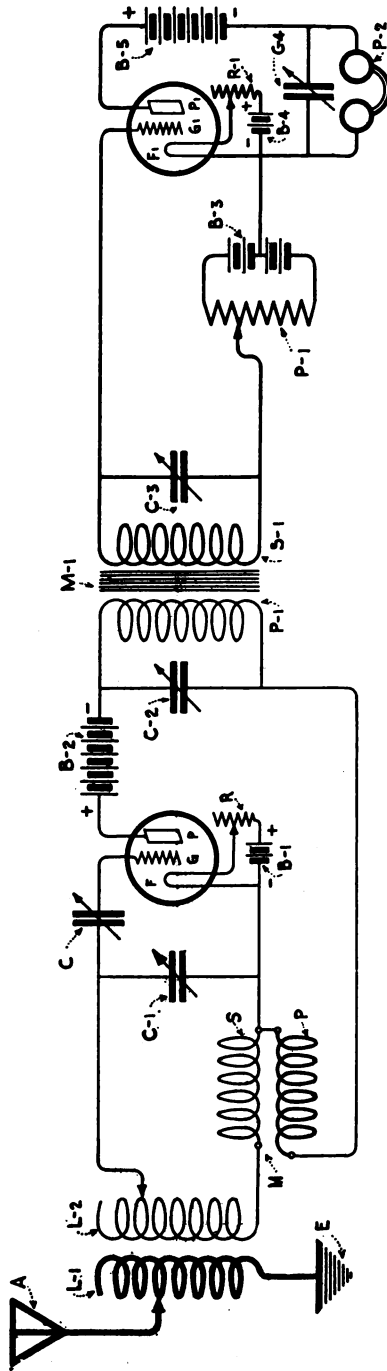 A
L-1
L-2
E
M
S
P
C
C-1
F
G
P
R
+
-
B-1
+
-
B-2
C-2
P-1
M-1
S-1
C-3
P-1
B-3
F1
G1
P1
R-1
+
-
B-4
+
-
B-5
G-4
P-2